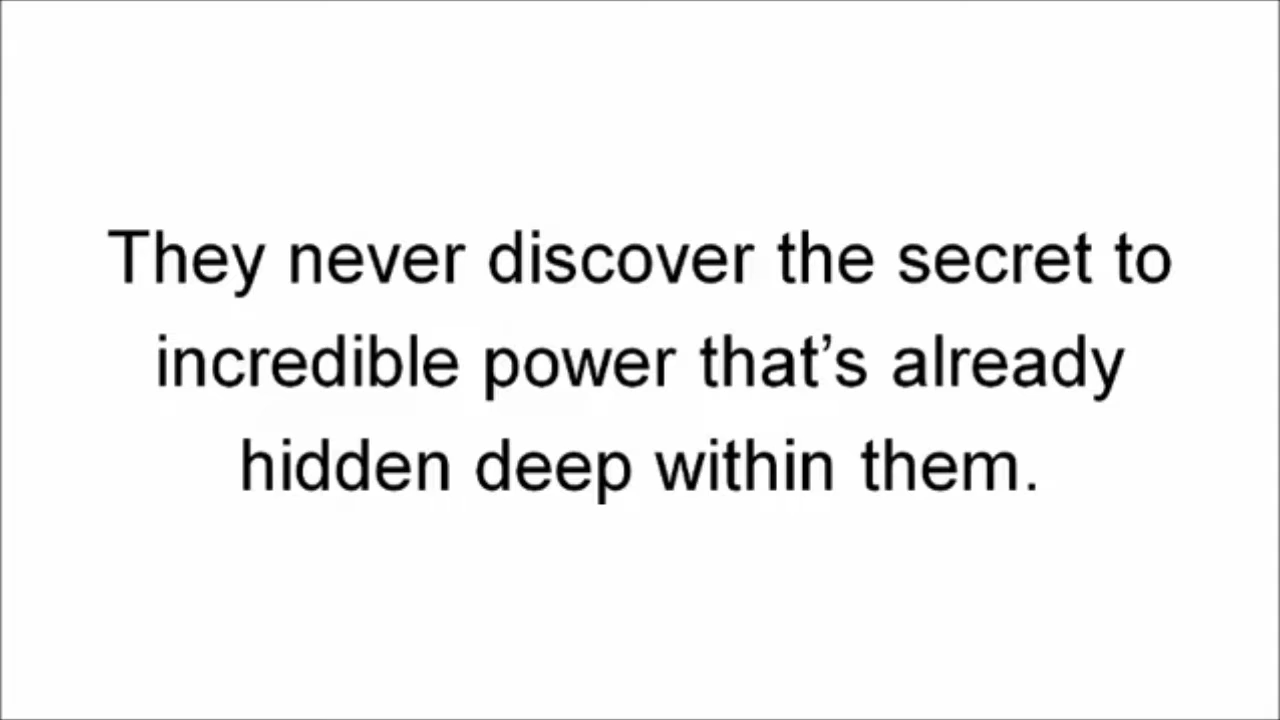 They never discover the secret to
incredible power that’s already
hidden deep within them.